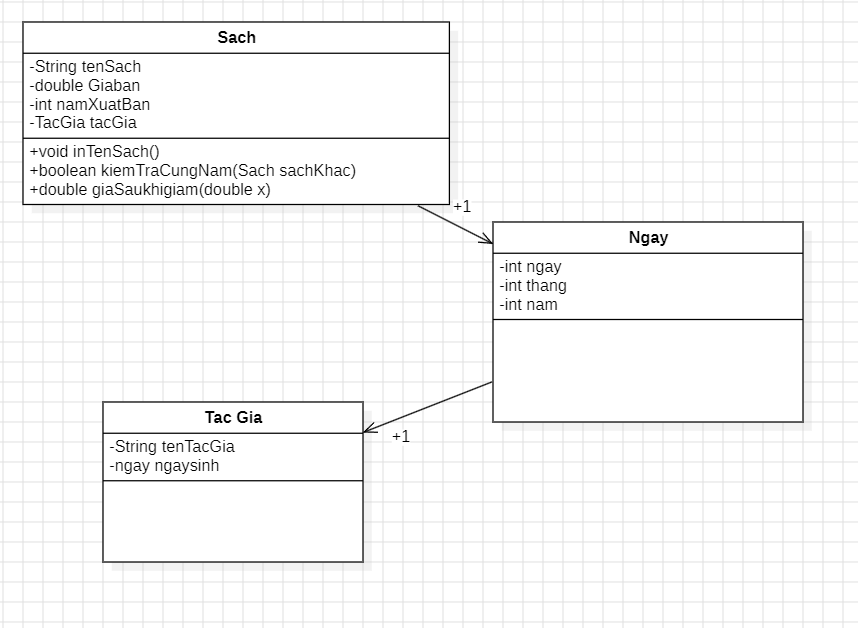 Sach
-String tenSach
-double Giaban
-int namXuatBan
-TacGia tacGia
+void inTenSach()
+boolean kiemTraCungNam(Sach sachKhac)
+double giaSaukhigiam(double x)
+1
Ngay
-int ngay
-int thang
-int nam
+1
Tac Gia
-String tenTacGia
-ngay ngaysinh